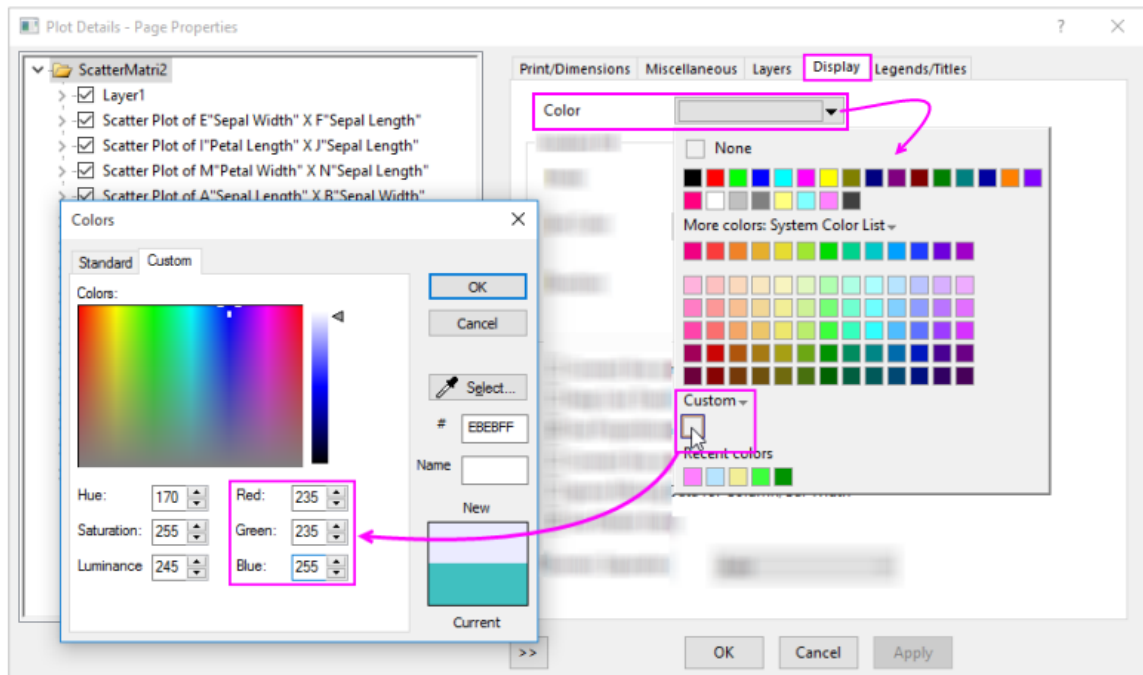 Plot Details - Page Properties
?
ScatterMatri2
Layer1
Scatter Plot of E"Sepal Width" X F"Sepal Length"
Scatter Plot of I"Petal Length" X J"Sepal Length"
Scatter Plot of M"Petal Width" X N"Sepal Length"
Scatter Plot of A"Sepal Length" X B"Sepal Width"
Print/Dimensions Miscellaneous Layers Display Legends/Titles
Color
None
More colors: System Color List
Custom
Recent colors
Colors
Standard Custom
Colors:
OK
Cancel
Select...
# EBEBFF
Name
Hue: 170 Red: 235
Saturation: 255 Green: 235
Luminance 245 Blue: 255
New
Current
>> OK Cancel Apply